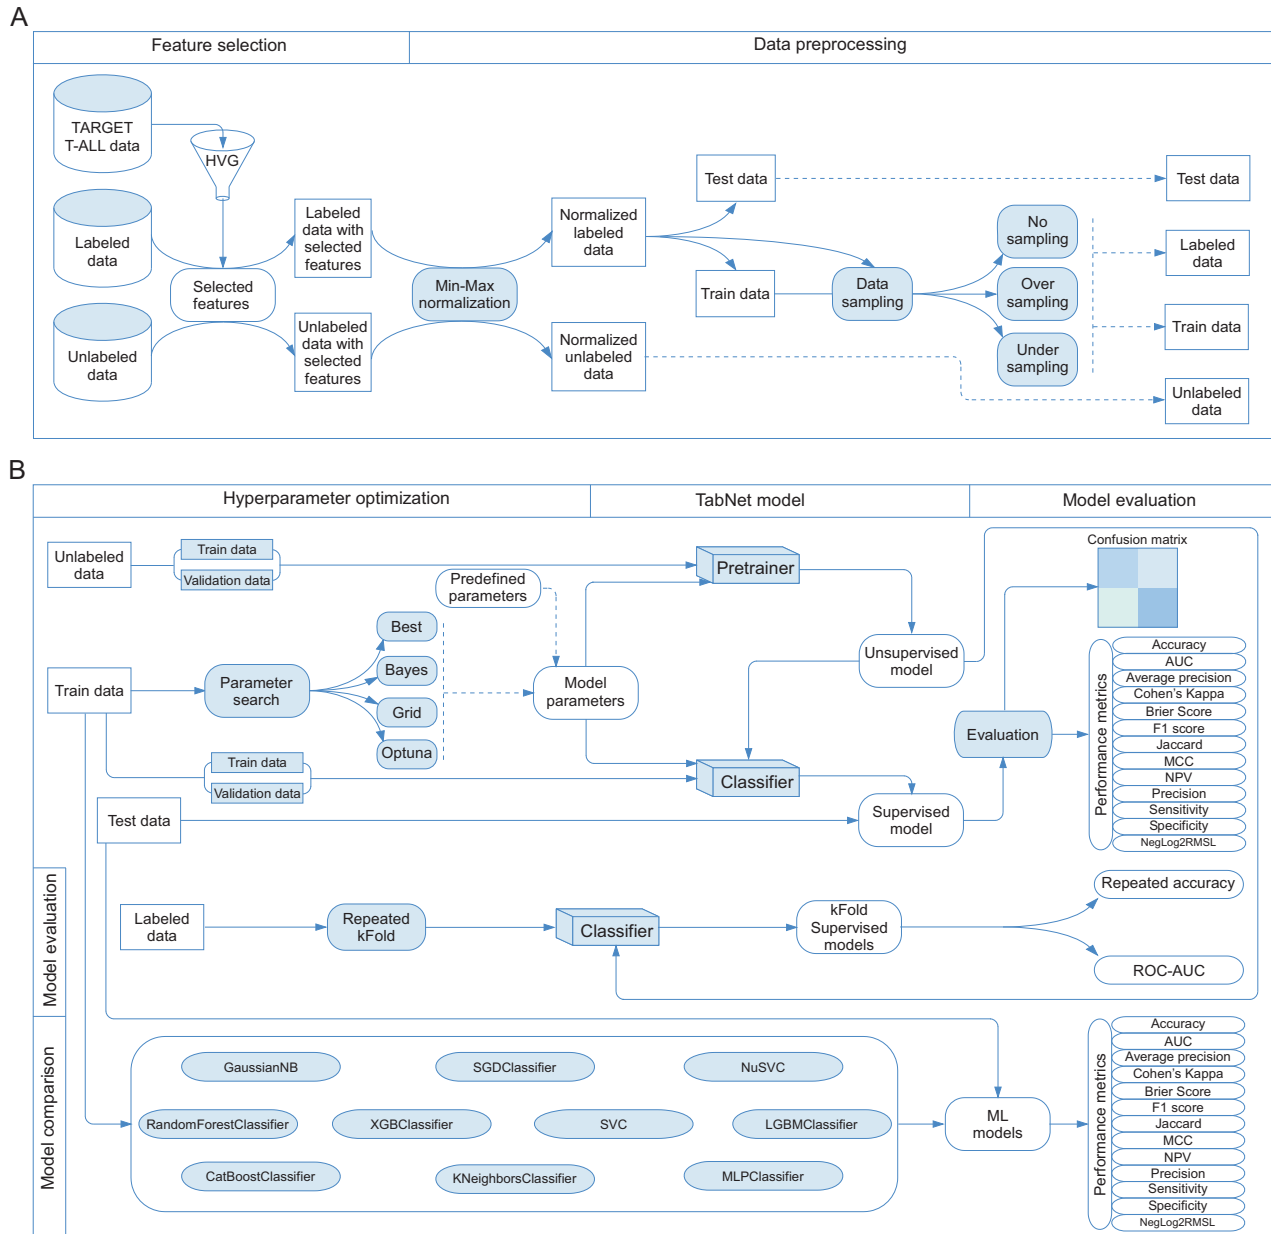 A
Feature selection
Data preprocessing
TARGET
T-ALL data
HVG
Labeled
data
Unlabeled
data
Selected
features
Labeled
data with
selected
features
Unlabeled
data with
selected
features
Min-Max
normalization
Normalized
labeled
data
Normalized
unlabeled
data
Test data
Train data
Data
sampling
No
sampling
Over
sampling
Under
sampling
Test data
Labeled
data
Train data
Unlabeled
data
B
Hyperparameter optimization
TabNet model
Model evaluation
Unlabeled
data
Train data
Validation data
Predefined
parameters
Pretrainer
Train data
Parameter
search
Best
Bayes
Grid
Optuna
Model
parameters
Unsupervised
model
Train data
Validation data
Classifier
Test data
Supervised
model
Evaluation
Confusion matrix
Performance metrics
Accuracy
AUC
Average precision
Cohen's Kappa
Brier Score
F1 score
Jaccard
MCC
NPV
Precision
Sensitivity
Specificity
NegLog2RMSL
Model evaluation
Labeled
data
Repeated
kFold
Classifier
kFold
Supervised
models
Repeated accuracy
ROC-AUC
Model comparison
GaussianNB
SGDClassifier
NuSVC
RandomForestClassifier
XGBClassifier
SVC
LGBMClassifier
CatBoostClassifier
KNeighborsClassifier
MLPClassifier
ML
models
Performance metrics
Accuracy
AUC
Average precision
Cohen's Kappa
Brier Score
F1 score
Jaccard
MCC
NPV
Precision
Sensitivity
Specificity
NegLog2RMSL